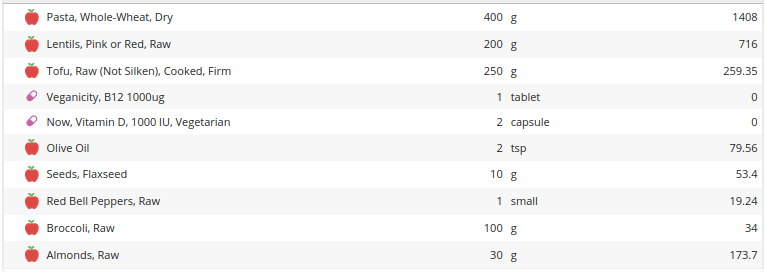 Pasta, Whole-Wheat, Dry 400 g 1408
Lentils, Pink or Red, Raw 200 g 716
Tofu, Raw (Not Silken), Cooked, Firm 250 g 259.35
Veganicity, B12 1000ug 1 tablet 0
Now, Vitamin D, 1000 IU, Vegetarian 2 capsule 0
Olive Oil 2 tsp 79.56
Seeds, Flaxseed 10 g 53.4
Red Bell Peppers, Raw 1 small 19.24
Broccoli, Raw 100 g 34
Almonds, Raw 30 g 173.7